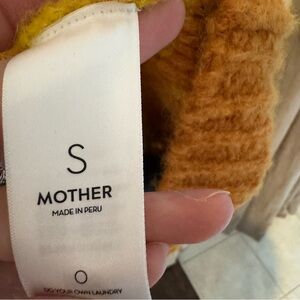 S
MOTHER
MADE IN PERU
O
DO YOUR OWN LAUNDRY